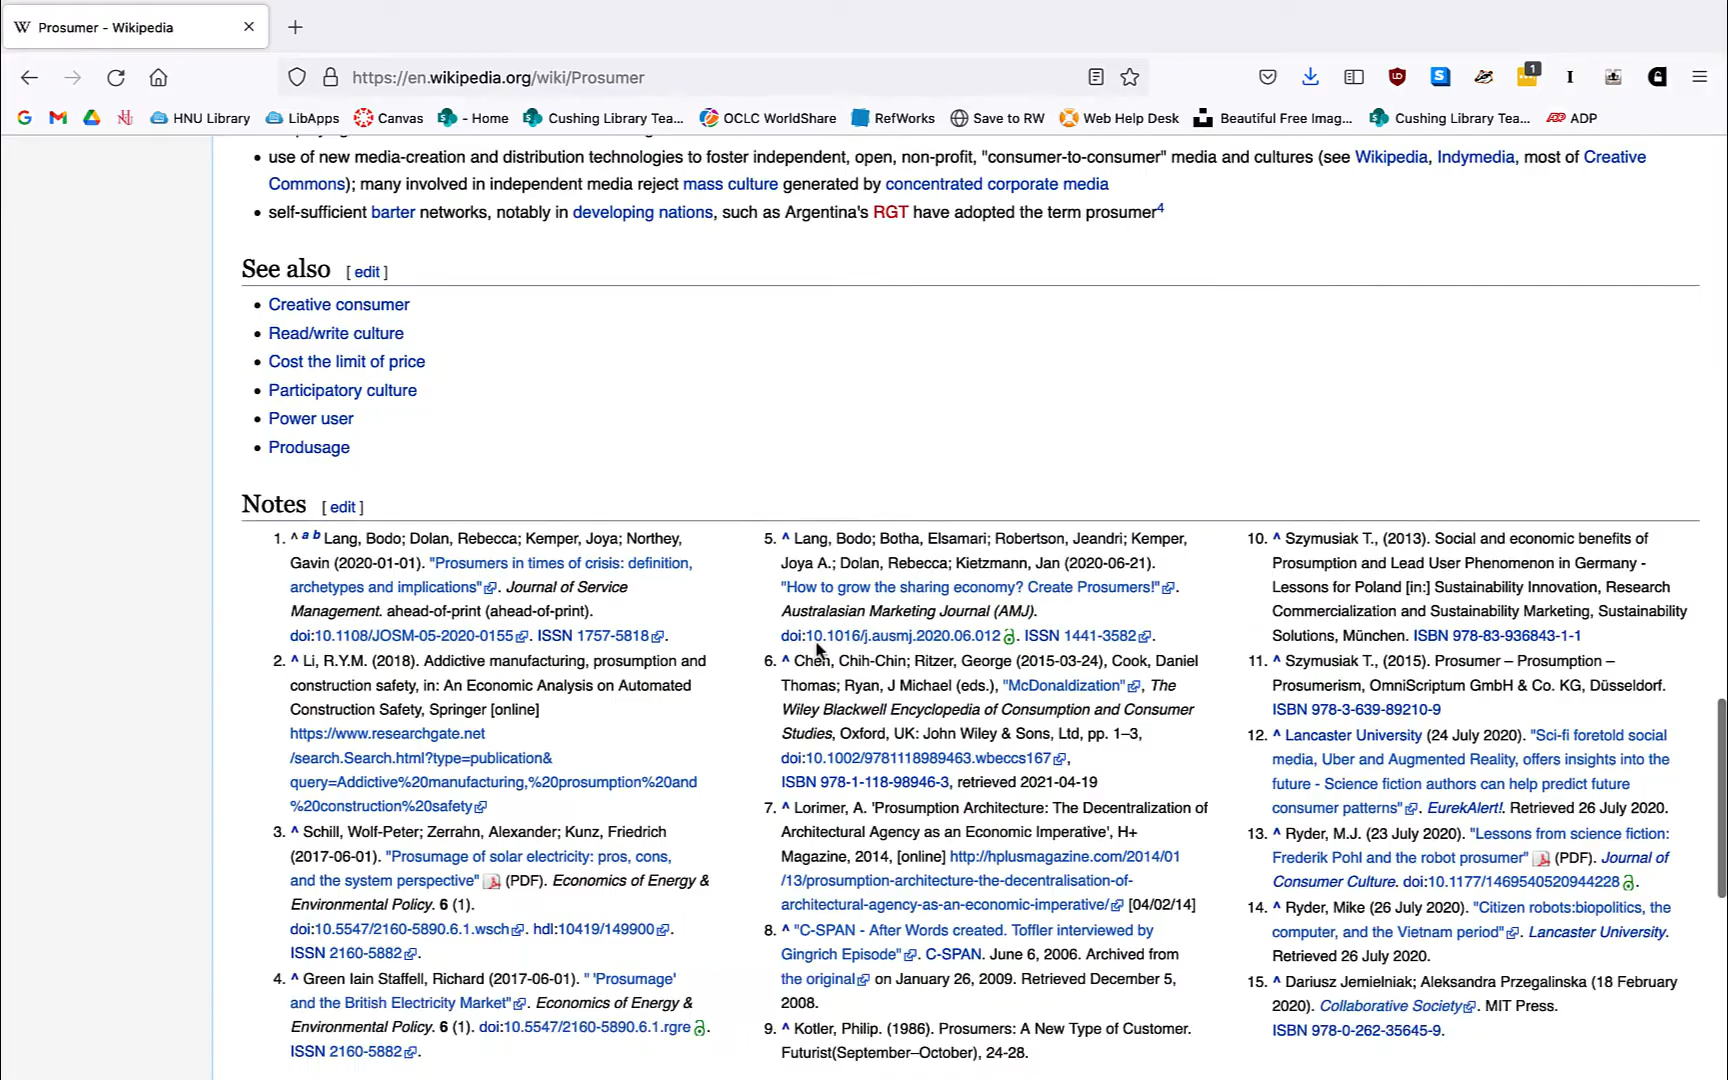 Prosumer - Wikipedia
https://en.wikipedia.org/wiki/Prosumer
1
HNU Library
LibApps
Canvas
- Home
Cushing Library Tea...
OCLC WorldShare
RefWorks
Save to RW
Web Help Desk
Beautiful Free Imag...
Cushing Library Tea...
ADP
• use of new media-creation and distribution technologies to foster independent, open, non-profit, "consumer-to-consumer" media and cultures (see Wikipedia, Indymedia, most of Creative
Commons); many involved in independent media reject mass culture generated by concentrated corporate media
• self-sufficient barter networks, notably in developing nations, such as Argentina's RGT have adopted the term prosumer4
See also [ edit ]
• Creative consumer
• Read/write culture
• Cost the limit of price
• Participatory culture
• Power user
• Produsage
Notes [ edit ]
1. ^ a b Lang, Bodo; Dolan, Rebecca; Kemper, Joya; Northey,
Gavin (2020-01-01). "Prosumers in times of crisis: definition,
archetypes and implications". Journal of Service
Management. ahead-of-print (ahead-of-print).
doi:10.1108/JOSM-05-2020-0155. ISSN 1757-5818.
2. ^ Li, R.Y.M. (2018). Addictive manufacturing, prosumption and
construction safety, in: An Economic Analysis on Automated
Construction Safety, Springer [online]
https://www.researchgate.net
/search.Search.html?type=publication&
query=Addictive%20manufacturing,%20prosumption%20and
%20construction%20safety
3. ^ Schill, Wolf-Peter; Zerrahn, Alexander; Kunz, Friedrich
(2017-06-01). "Prosumage of solar electricity: pros, cons,
and the system perspective" (PDF). Economics of Energy &
Environmental Policy. 6 (1).
doi:10.5547/2160-5890.6.1.wsch. hdl:10419/149900.
ISSN 2160-5882.
4. ^ Green Iain Staffell, Richard (2017-06-01). " 'Prosumage'
and the British Electricity Market". Economics of Energy &
Environmental Policy. 6 (1). doi:10.5547/2160-5890.6.1.rgre.
ISSN 2160-5882.
5. ^ Lang, Bodo; Botha, Elsamari; Robertson, Jeandri; Kemper,
Joya A.; Dolan, Rebecca; Kietzmann, Jan (2020-06-21).
"How to grow the sharing economy? Create Prosumers!".
Australasian Marketing Journal (AMJ).
doi:10.1016/j.ausmj.2020.06.012. ISSN 1441-3582.
6. ^ Chen, Chih-Chin; Ritzer, George (2015-03-24), Cook, Daniel
Thomas; Ryan, J Michael (eds.), "McDonaldization", The
Wiley Blackwell Encyclopedia of Consumption and Consumer
Studies, Oxford, UK: John Wiley & Sons, Ltd, pp. 1–3,
doi:10.1002/9781118989463.wbeccs167,
ISBN 978-1-118-98946-3, retrieved 2021-04-19
7. ^ Lorimer, A. 'Prosumption Architecture: The Decentralization of
Architectural Agency as an Economic Imperative', H+
Magazine, 2014, [online] http://hplusmagazine.com/2014/01
/13/prosumption-architecture-the-decentralisation-of-
architectural-agency-as-an-economic-imperative/ [04/02/14]
8. ^ "C-SPAN - After Words created. Toffler interviewed by
Gingrich Episode". C-SPAN. June 6, 2006. Archived from
the original on January 26, 2009. Retrieved December 5,
2008.
9. ^ Kotler, Philip. (1986). Prosumers: A New Type of Customer.
Futurist(September–October), 24-28.
10. ^ Szymusiak T., (2013). Social and economic benefits of
Prosumption and Lead User Phenomenon in Germany -
Lessons for Poland [in:] Sustainability Innovation, Research
Commercialization and Sustainability Marketing, Sustainability
Solutions, München. ISBN 978-83-936843-1-1
11. ^ Szymusiak T., (2015). Prosumer – Prosumption –
Prosumerism, OmniScriptum GmbH & Co. KG, Düsseldorf.
ISBN 978-3-639-89210-9
12. ^ Lancaster University (24 July 2020). "Sci-fi foretold social
media, Uber and Augmented Reality, offers insights into the
future - Science fiction authors can help predict future
consumer patterns". EurekAlert!. Retrieved 26 July 2020.
13. ^ Ryder, M.J. (23 July 2020). "Lessons from science fiction:
Frederik Pohl and the robot prosumer" (PDF). Journal of
Consumer Culture. doi:10.1177/1469540520944228.
14. ^ Ryder, Mike (26 July 2020). "Citizen robots:biopolitics, the
computer, and the Vietnam period". Lancaster University.
Retrieved 26 July 2020.
15. ^ Dariusz Jemielniak; Aleksandra Przegalinska (18 February
2020). Collaborative Society. MIT Press.
ISBN 978-0-262-35645-9.